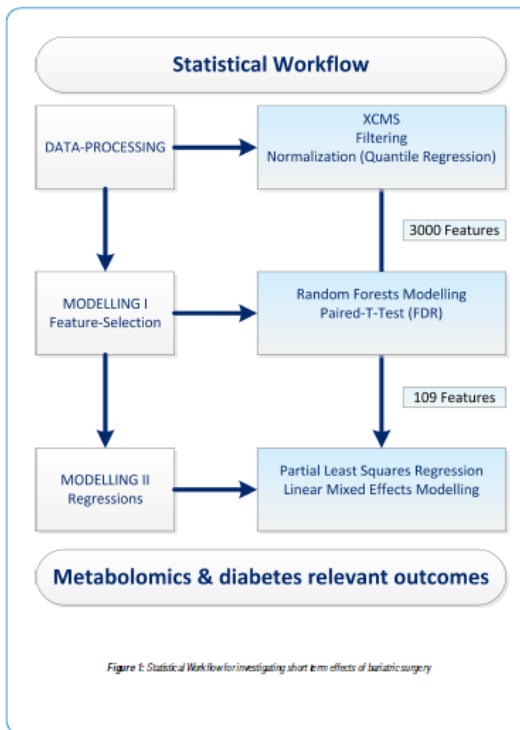 Statistical Workflow
DATA-PROCESSING
XCMS
Filtering
Normalization (Quantile Regression)
3000 Features
MODELLING I
Feature-Selection
Random Forests Modelling
Paired-T-Test (FDR)
109 Features
MODELLING II
Regressions
Partial Least Squares Regression
Linear Mixed Effects Modelling
Metabolomics & diabetes relevant outcomes
Figure 1: Statistical Workflow for investigating short term effects of bariatric surgery